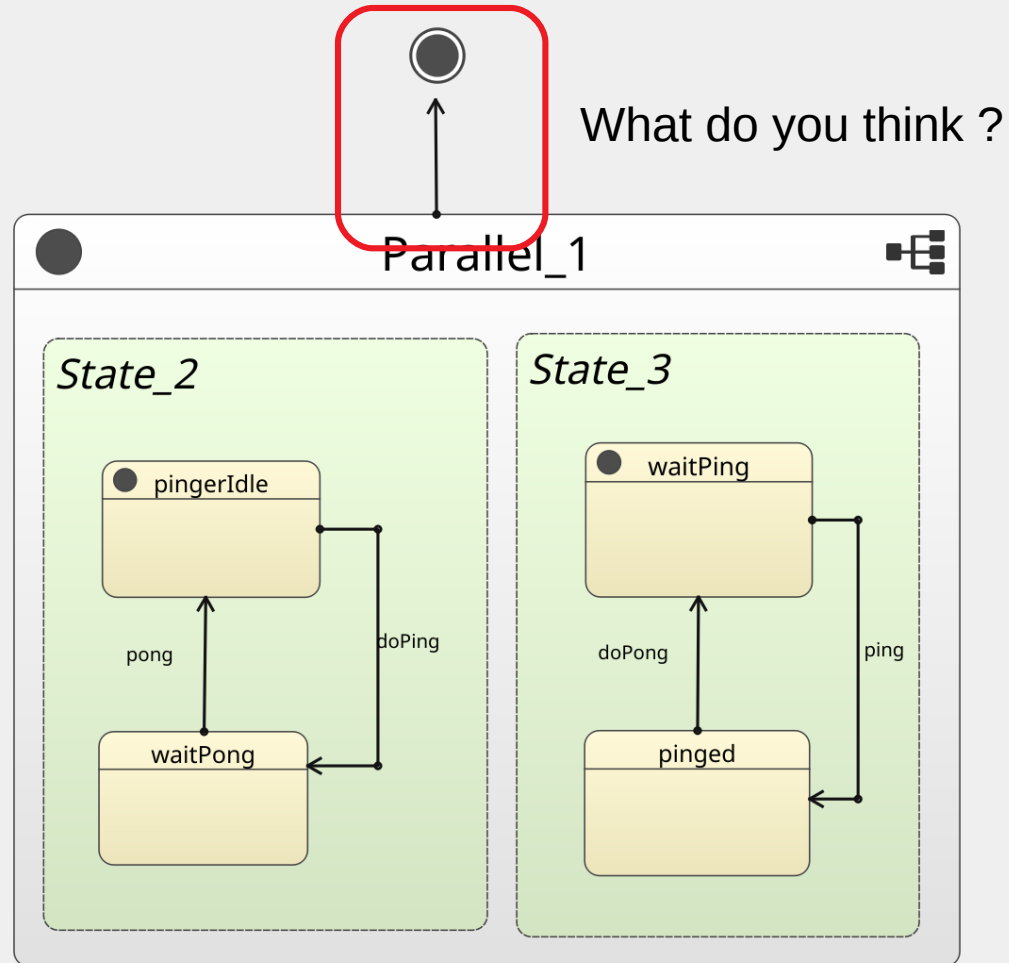 What do you think ?
Parallel_1
State_2
State_3
pingerIdle
waitPing
pong
doPing
doPong
ping
waitPong
pinged